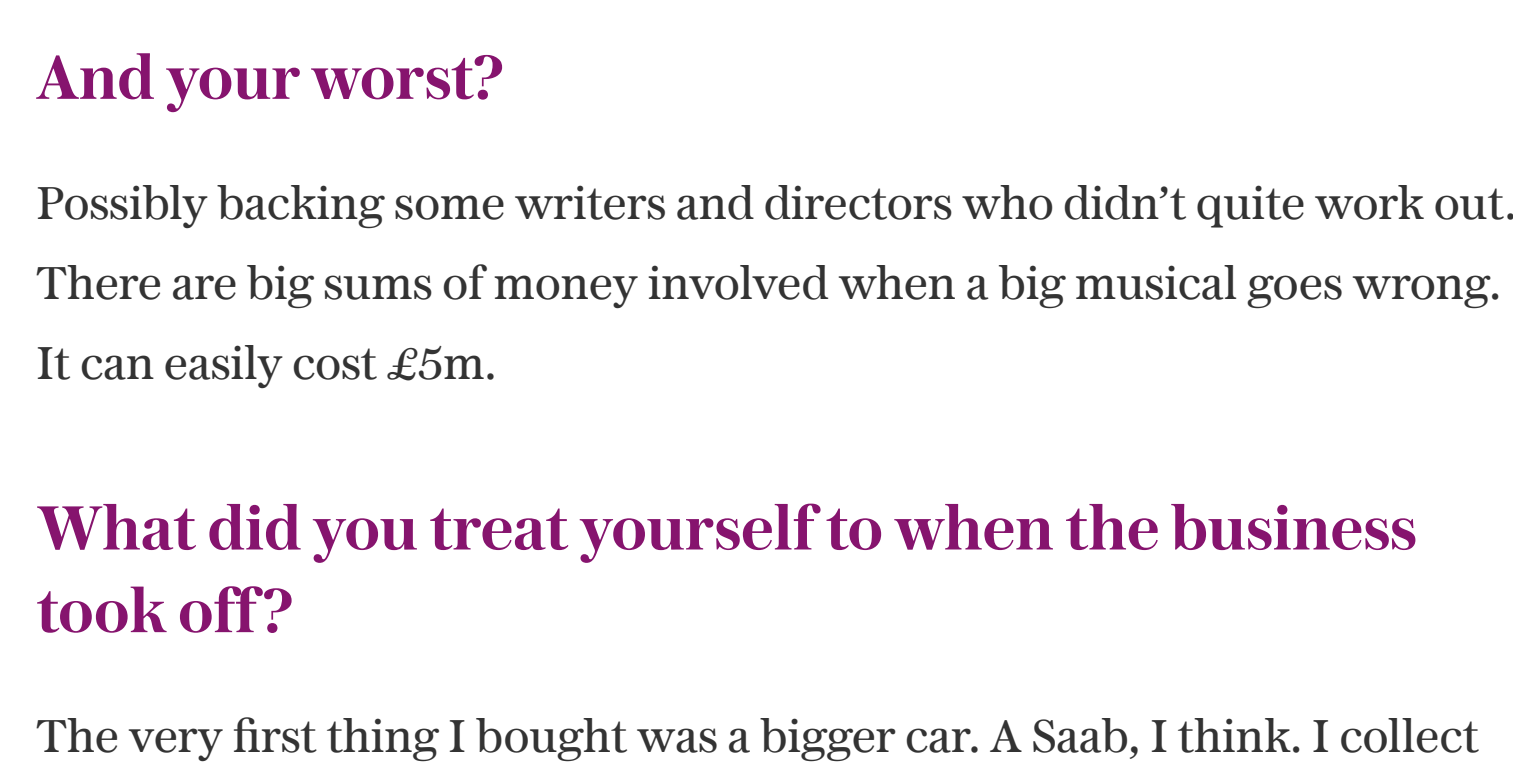 And your worst?
Possibly backing some writers and directors who didn’t quite work out.
There are big sums of money involved when a big musical goes wrong.
It can easily cost £5m.
What did you treat yourself to when the business
took off?
The very first thing I bought was a bigger car. A Saab, I think. I collect